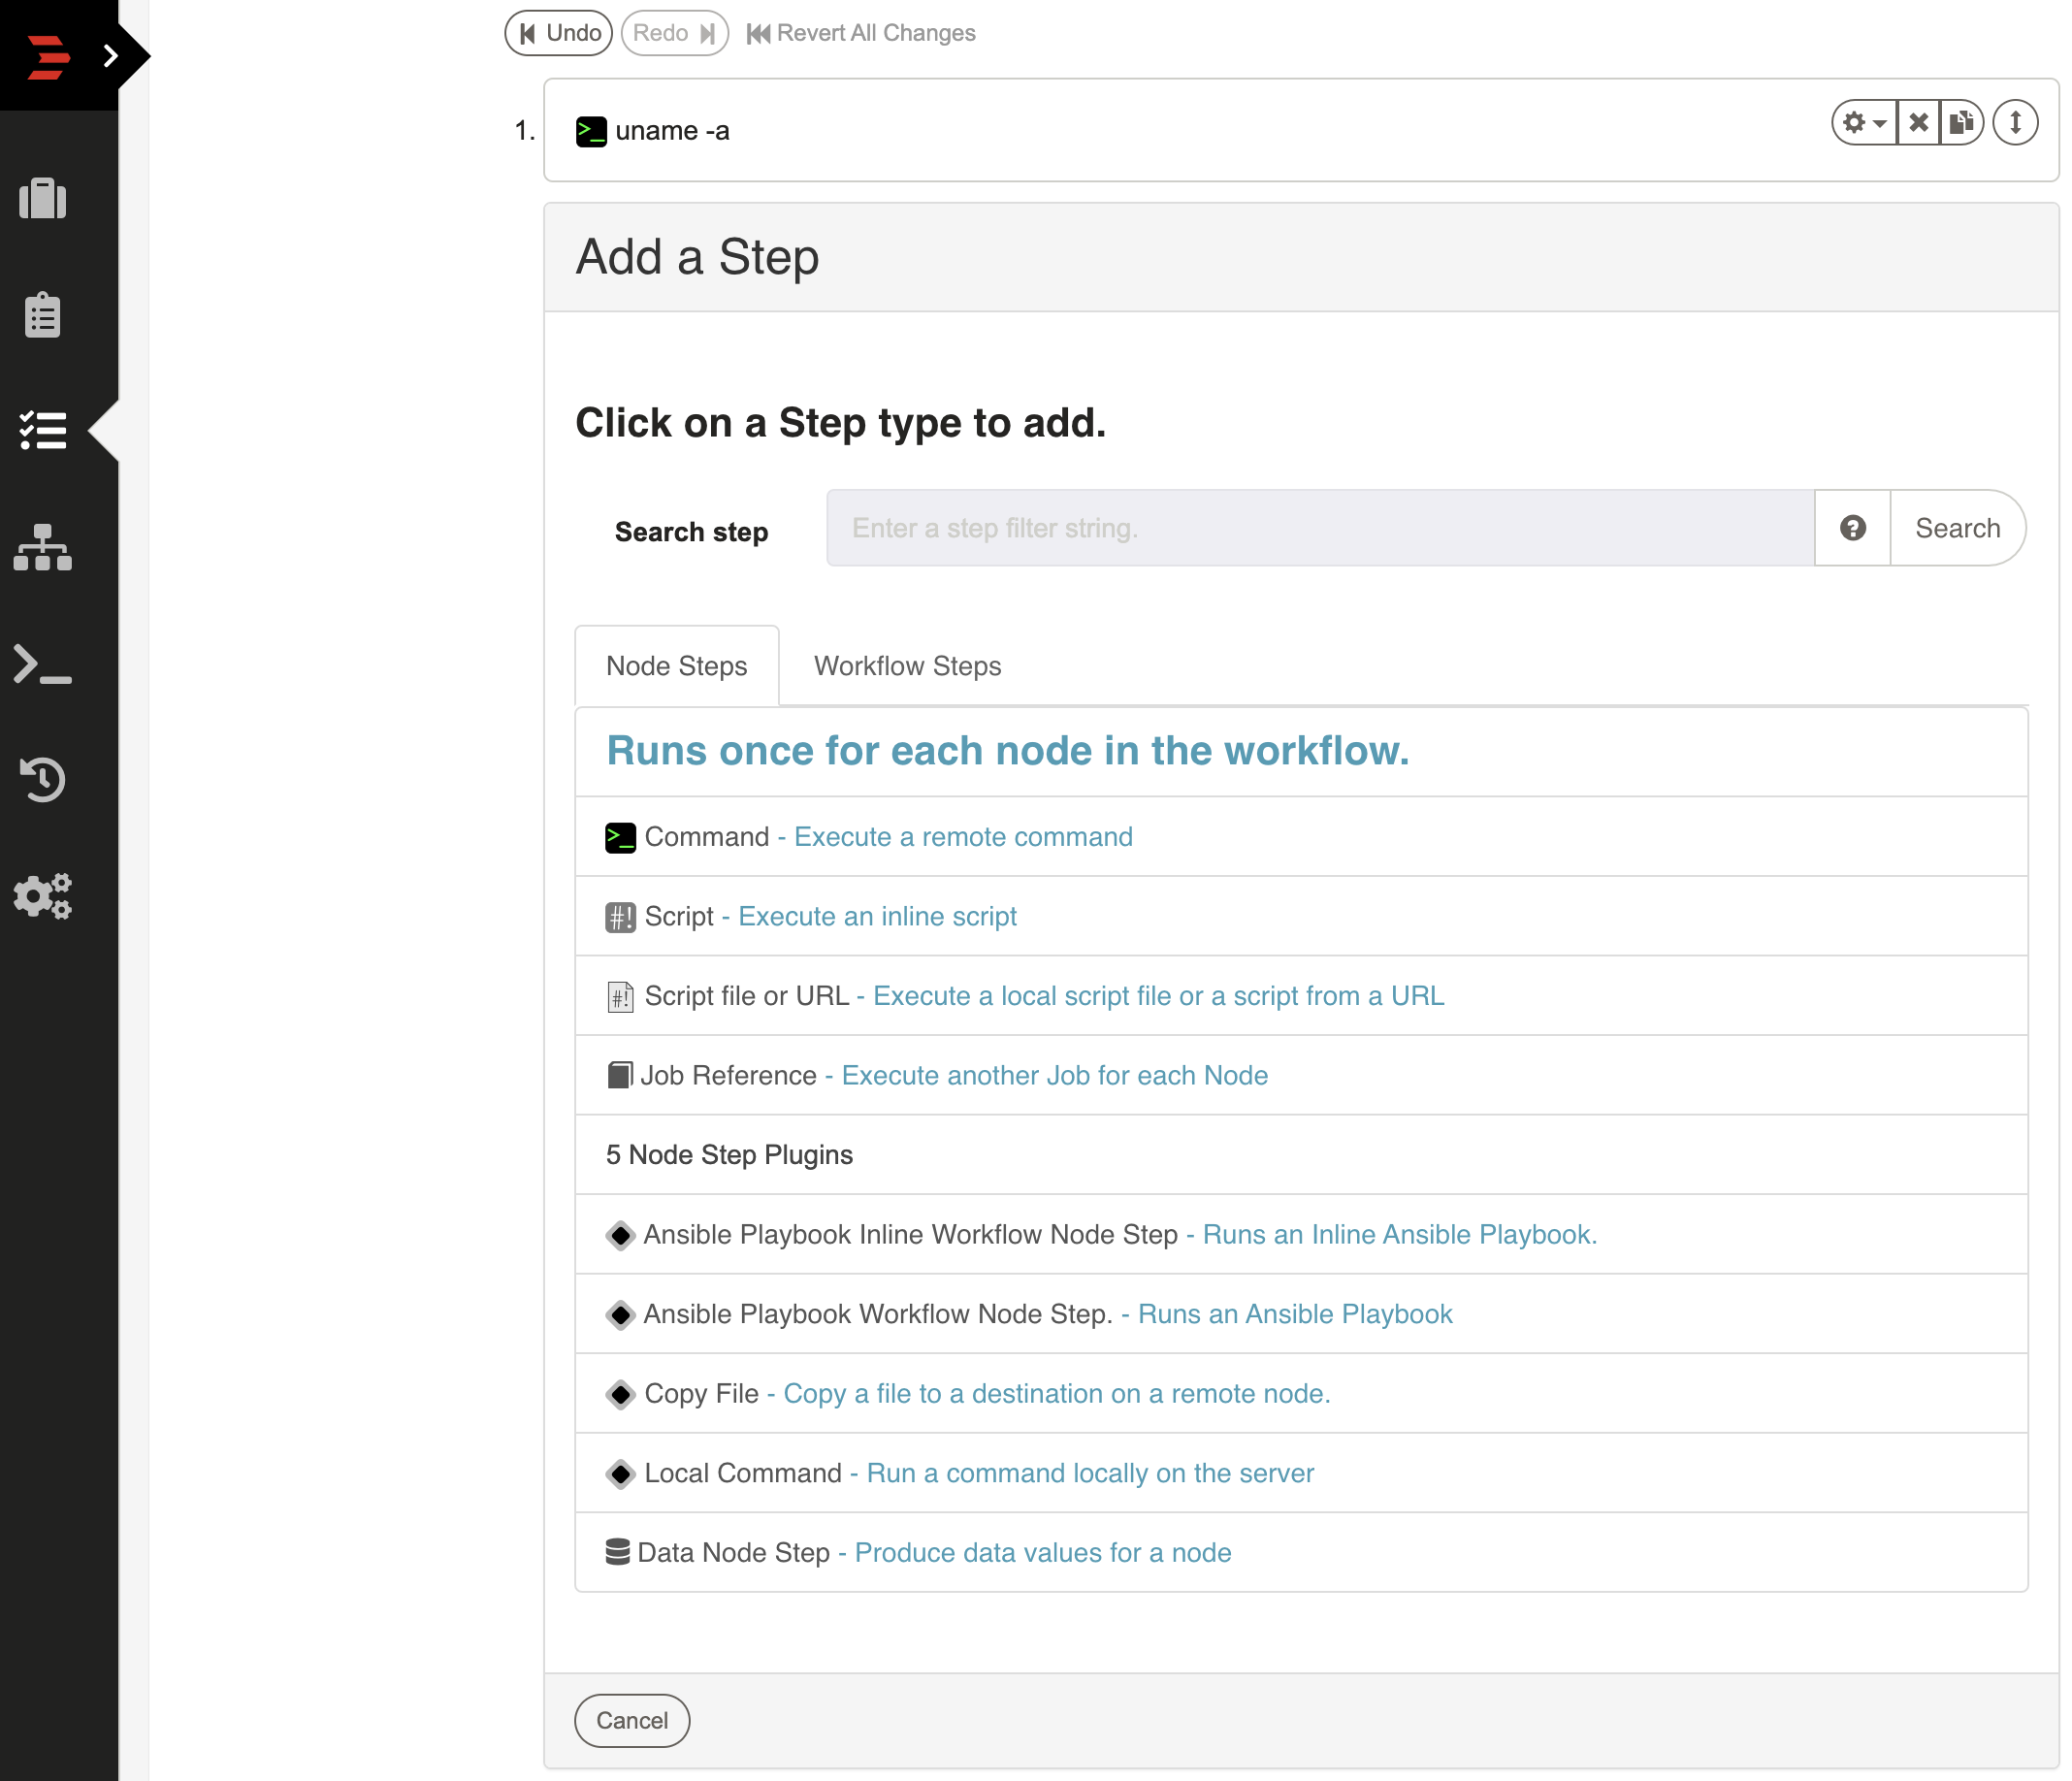 Undo Redo Revert All Changes
1. >_ uname -a
Add a Step
Click on a Step type to add.
Search step Enter a step filter string. ? Search
Node Steps Workflow Steps
Runs once for each node in the workflow.
>_ Command - Execute a remote command
#! Script - Execute an inline script
#! Script file or URL - Execute a local script file or a script from a URL
Job Reference - Execute another Job for each Node
5 Node Step Plugins
Ansible Playbook Inline Workflow Node Step - Runs an Inline Ansible Playbook.
Ansible Playbook Workflow Node Step. - Runs an Ansible Playbook
Copy File - Copy a file to a destination on a remote node.
Local Command - Run a command locally on the server
Data Node Step - Produce data values for a node
Cancel